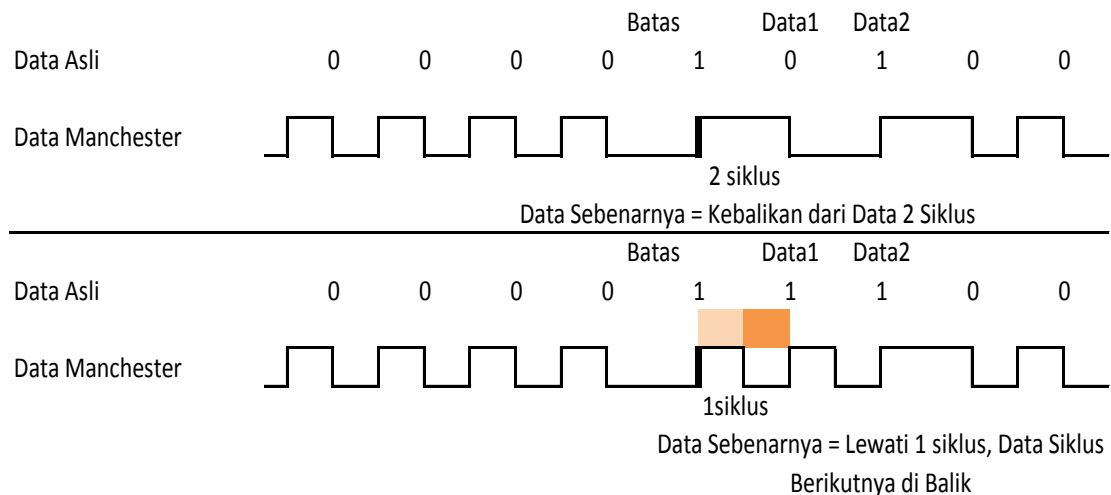 Batas Data1 Data2
Data Asli 0 0 0 0 1 0 1 0 0
Data Manchester
2 siklus
Data Sebenarnya = Kebalikan dari Data 2 Siklus
Batas Data1 Data2
Data Asli 0 0 0 0 1 1 1 0 0
Data Manchester
1siklus
Data Sebenarnya = Lewati 1 siklus, Data Siklus
Berikutnya di Balik